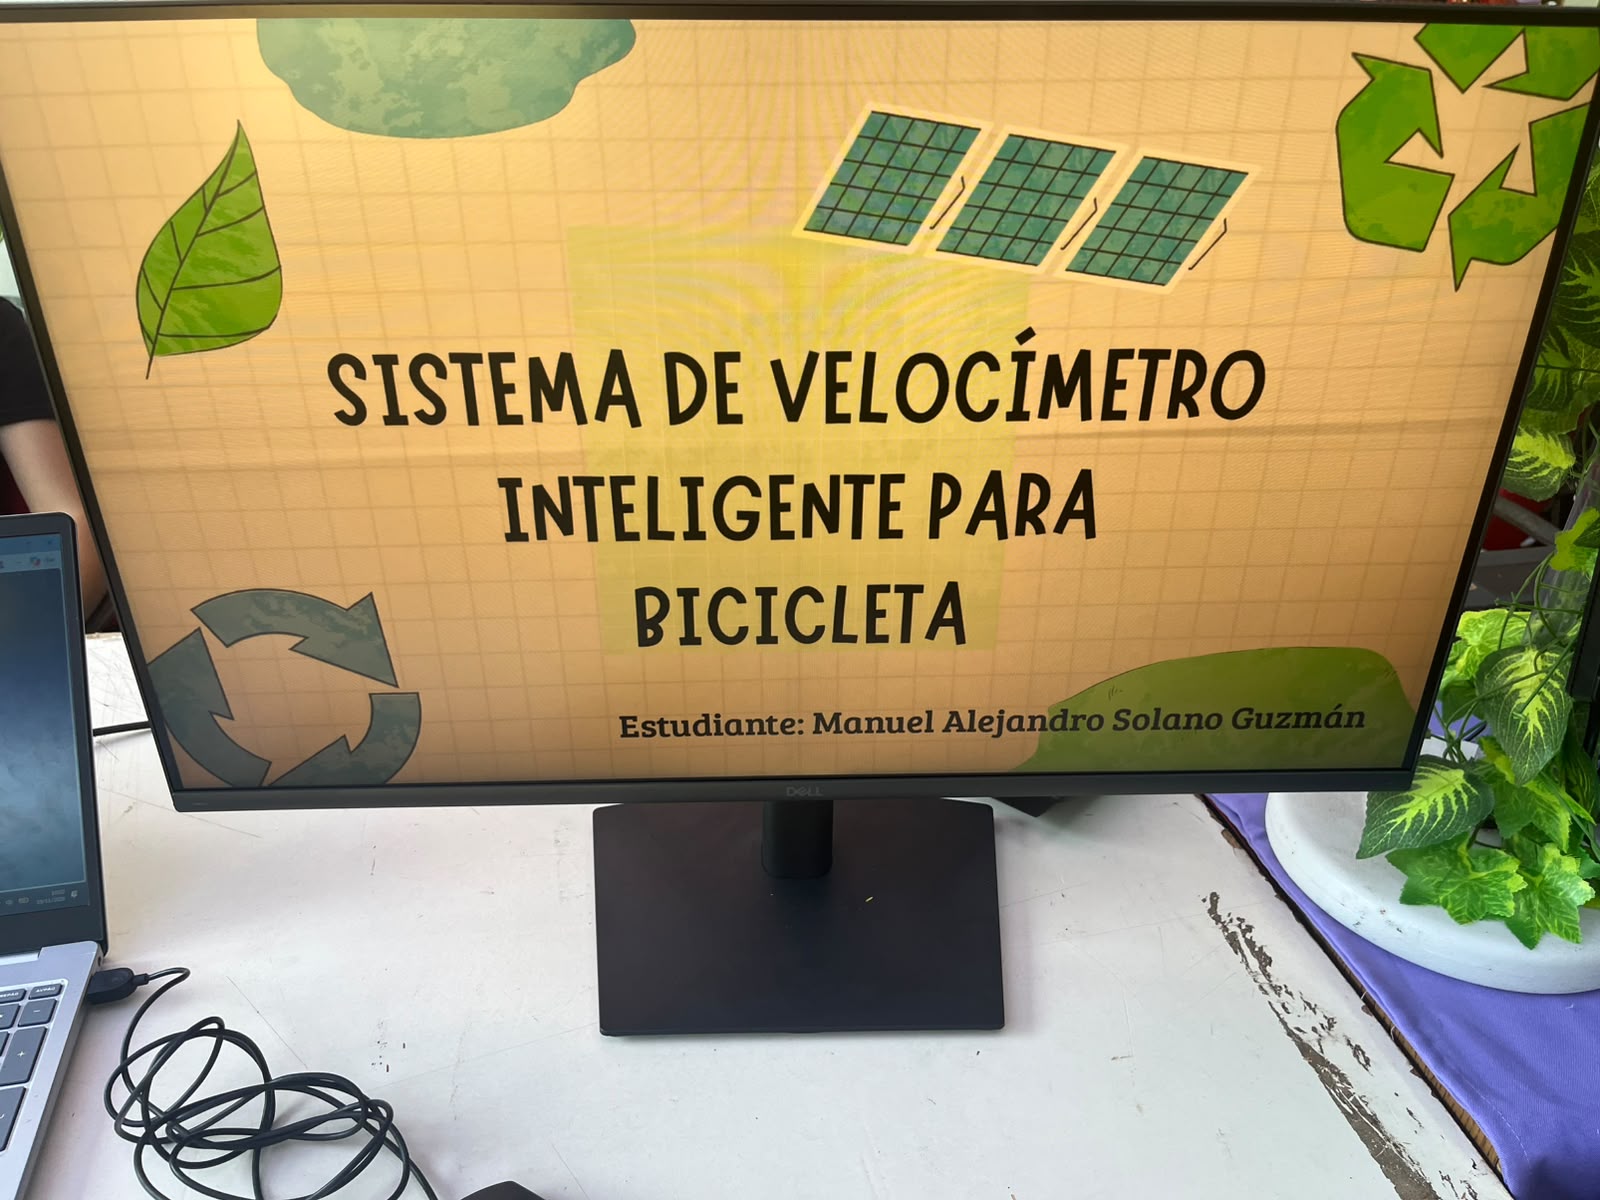 SISTEMA DE VELOCÍMETRO
INTELIGENTE PARA
BICICLETA
Estudiante: Manuel Alejandro Solano Guzmán
DELL